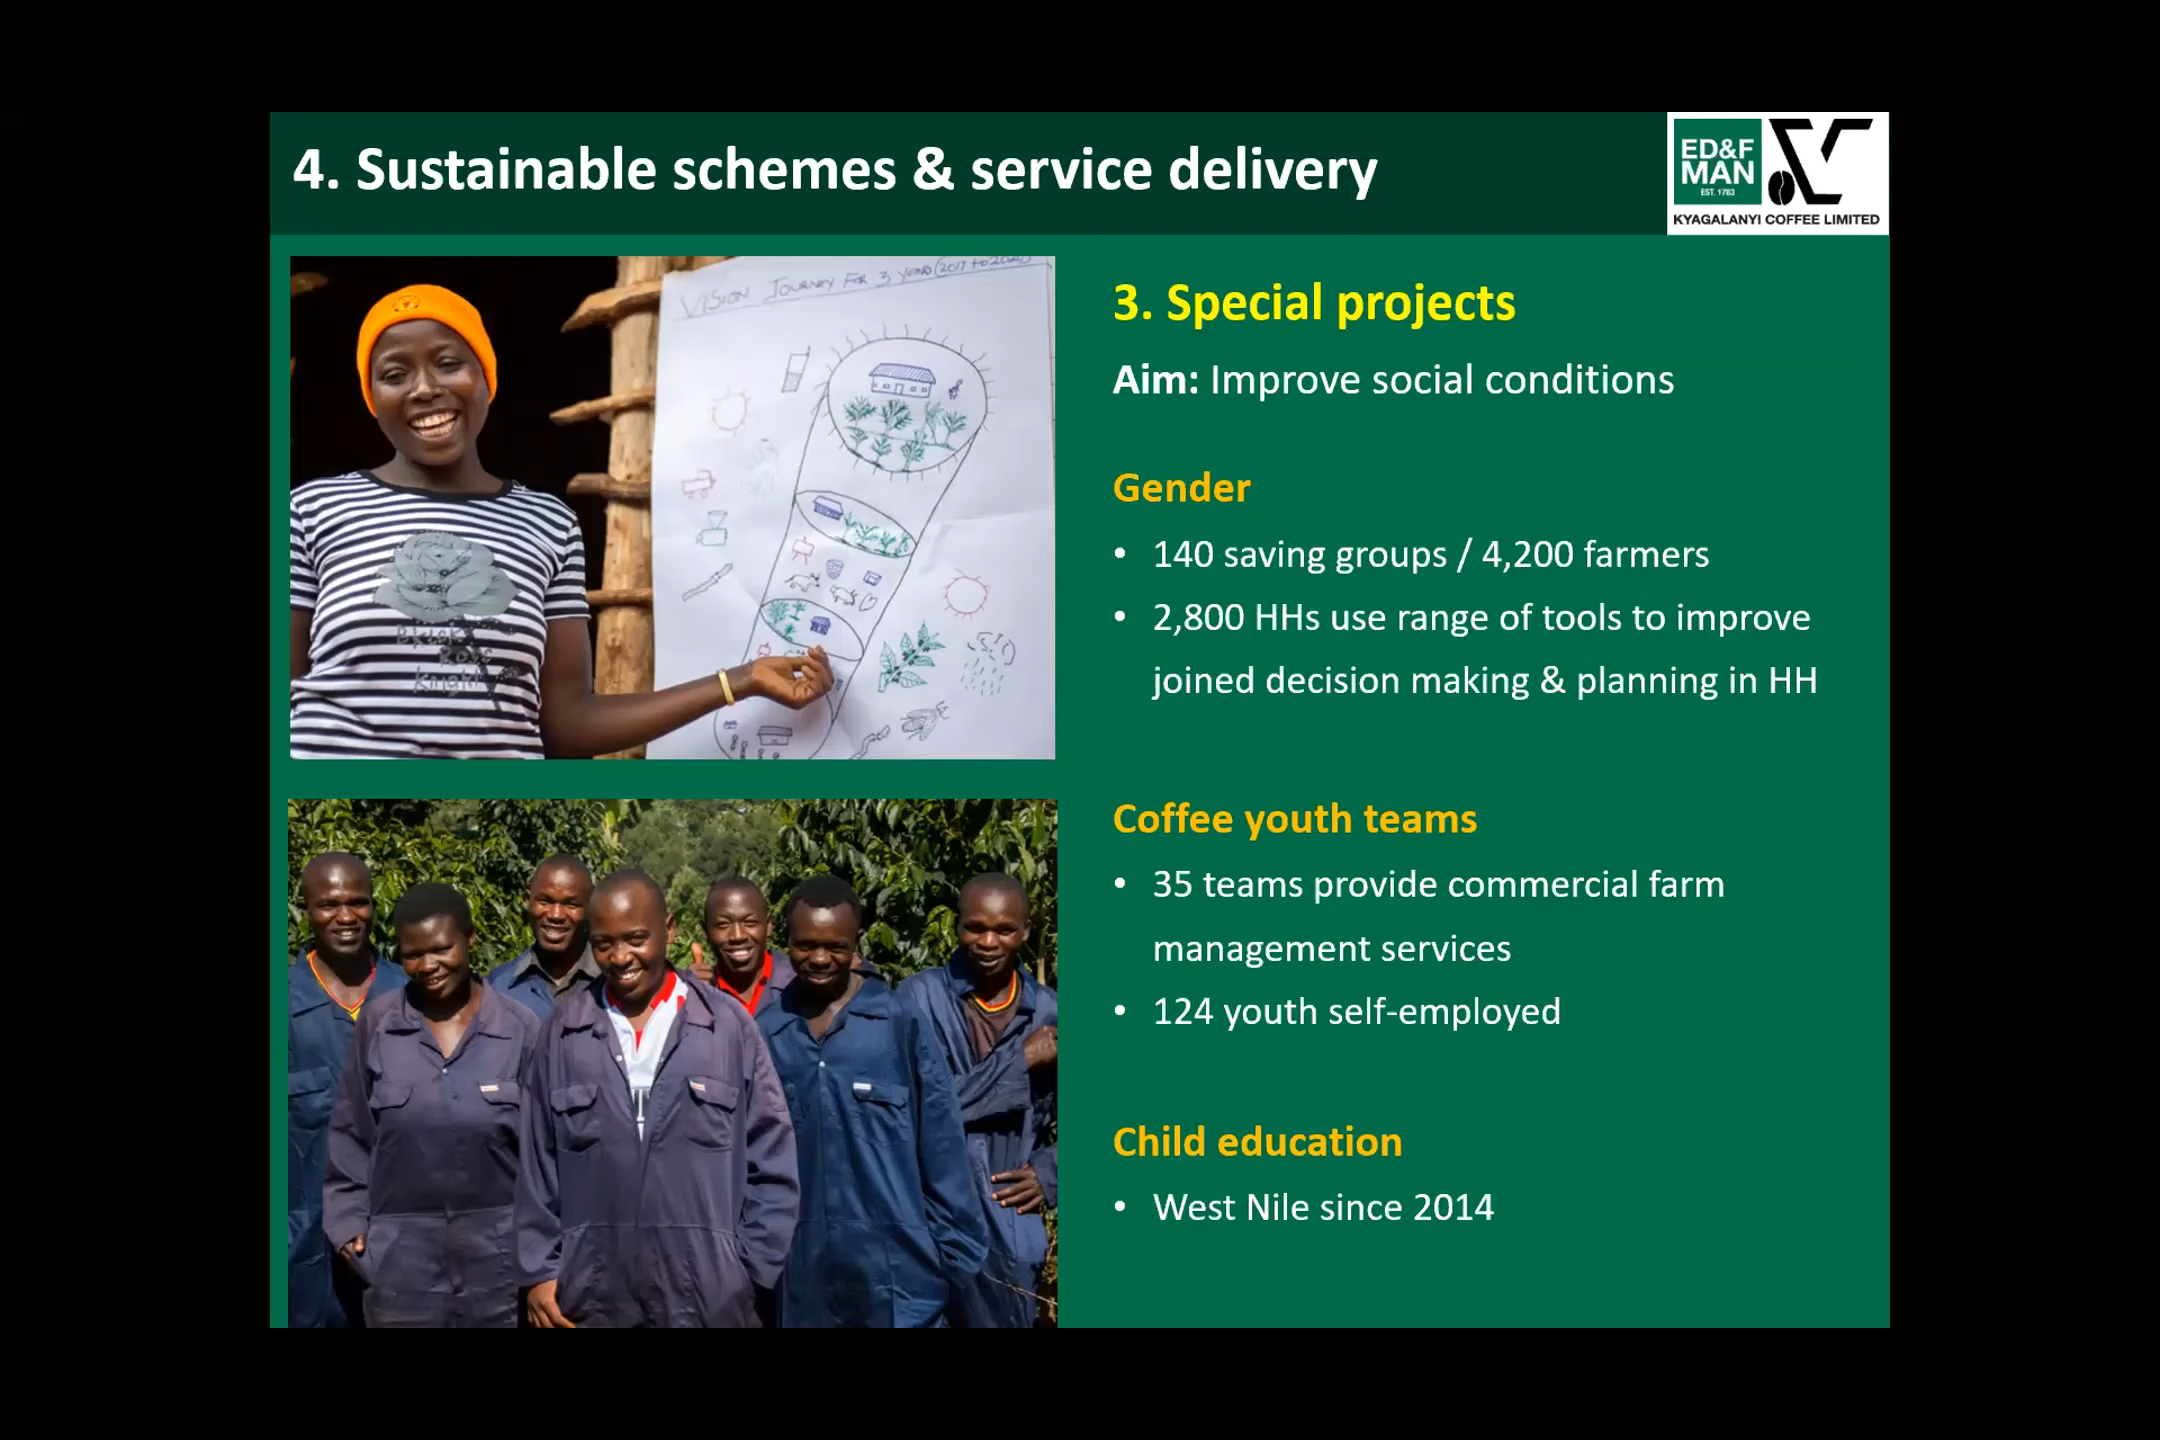 4. Sustainable schemes & service delivery
ED&F
MAN
EST. 1783
KYAGALANYI COFFEE LIMITED
VISION JOURNEY FOR 3 YEARS (2017 to 2020)
3. Special projects
Aim: Improve social conditions
Gender
• 140 saving groups / 4,200 farmers
• 2,800 HHs use range of tools to improve
joined decision making & planning in HH
Coffee youth teams
• 35 teams provide commercial farm
management services
• 124 youth self-employed
Child education
• West Nile since 2014